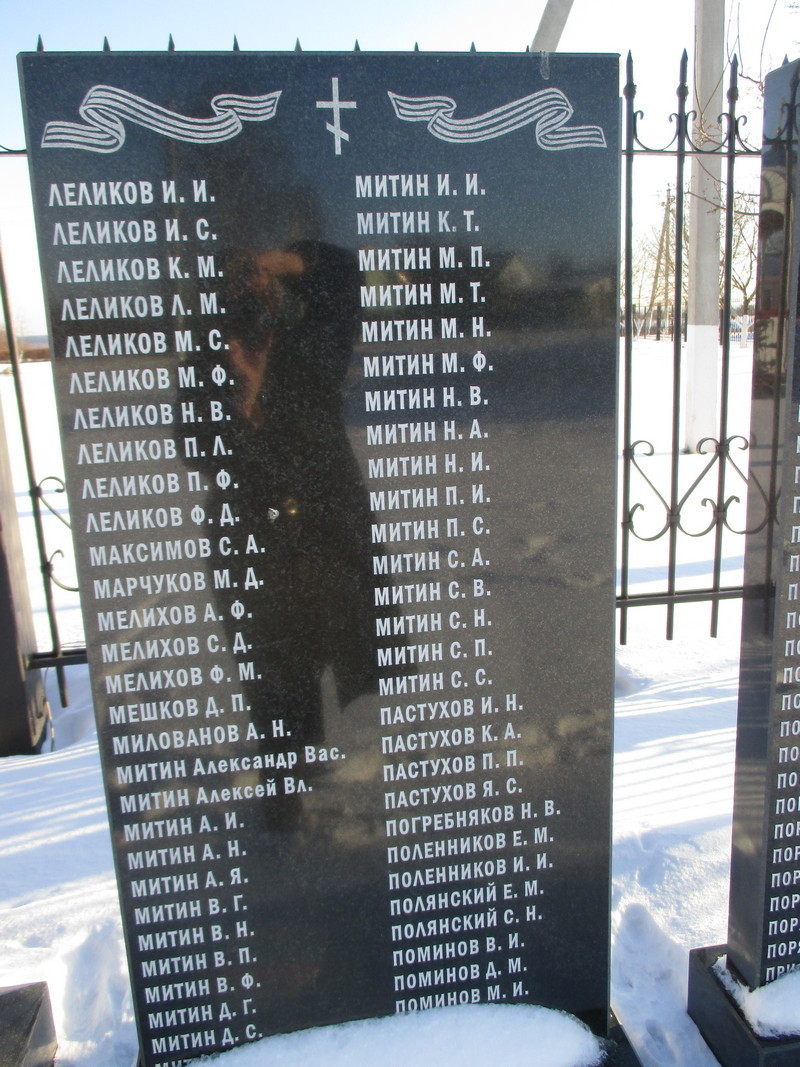 ЛЕЛИКОВ И. И.
ЛЕЛИКОВ И. С.
ЛЕЛИКОВ К. М.
ЛЕЛИКОВ Л. М.
ЛЕЛИКОВ М. С.
ЛЕЛИКОВ М. Ф.
ЛЕЛИКОВ Н. В.
ЛЕЛИКОВ П. Л.
ЛЕЛИКОВ П. Ф.
ЛЕЛИКОВ Ф. Д.
МАКСИМОВ С. А.
МАРЧУКОВ М. Д.
МЕЛИХОВ А. Ф.
МЕЛИХОВ С. Д.
МЕЛИХОВ Ф. М.
МЕШКОВ Д. П.
МИЛОВАНОВ А. Н.
МИТИН Александр Вас.
МИТИН Алексей Вл.
МИТИН А. И.
МИТИН А. Н.
МИТИН А. Я.
МИТИН В. Г.
МИТИН В. Н.
МИТИН В. П.
МИТИН В. Ф.
МИТИН Д. Г.
МИТИН Д. С.
МИТИН И. И.
МИТИН К. Т.
МИТИН М. П.
МИТИН М. Т.
МИТИН М. Н.
МИТИН М. Ф.
МИТИН Н. В.
МИТИН Н. А.
МИТИН Н. И.
МИТИН П. И.
МИТИН П. С.
МИТИН С. А.
МИТИН С. В.
МИТИН С. Н.
МИТИН С. П.
МИТИН С. С.
ПАСТУХОВ И. Н.
ПАСТУХОВ К. А.
ПАСТУХОВ П. П.
ПАСТУХОВ Я. С.
ПОГРЕБНЯКОВ Н. В.
ПОЛЕННИКОВ Е. М.
ПОЛЕННИКОВ И. И.
ПОЛЯНСКИЙ Е. М.
ПОЛЯНСКИЙ С. Н.
ПОМИНОВ В. И.
ПОМИНОВ Д. М.
ПОМИНОВ М. И.